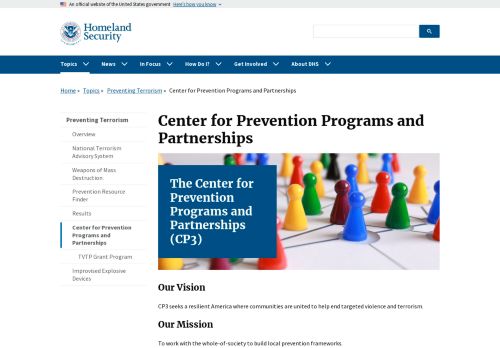 An official website of the United States government Here's how you know
Homeland
Security
Topics News In Focus How Do I? Get Involved About DHS
Home » Topics » Preventing Terrorism » Center for Prevention Programs and Partnerships
Preventing Terrorism
Overview
National Terrorism
Advisory System
Weapons of Mass
Destruction
Prevention Resource
Finder
Results
Center for Prevention
Programs and
Partnerships
TVTP Grant Program
Improvised Explosive
Devices
Center for Prevention Programs and
Partnerships
The Center for
Prevention
Programs and
Partnerships
(CP3)
Our Vision
CP3 seeks a resilient America where communities are united to help end targeted violence and terrorism.
Our Mission
To work with the whole-of-society to build local prevention frameworks.